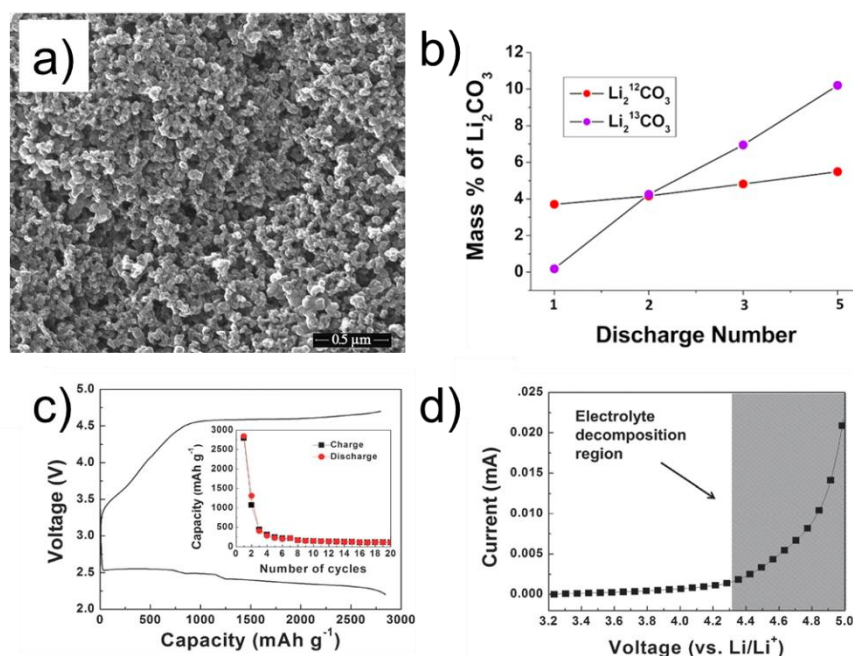 a)
0.5 μm
b)
12
10
8
6
4
2
0
Mass % of Li₂CO₃
Li₂¹²CO₃
Li₂¹³CO₃
1 2 3 5
Discharge Number
c)
5.0
4.5
4.0
3.5
3.0
2.5
2.0
Voltage (V)
0 500 1000 1500 2000 2500 3000
Capacity (mAh g⁻¹)
3000
2500
2000
1500
1000
500
0
Capacity (mAh g⁻¹)
Charge
Discharge
0 2 4 6 8 10 12 14 16 18 20
Number of cycles
d)
.025
0.020
0.015
0.010
0.005
0.000
Current (mA)
Electrolyte
decomposition
region
3.2 3.4 3.6 3.8 4.0 4.2 4.4 4.6 4.8 5.0
Voltage (vs. Li/Li⁺)